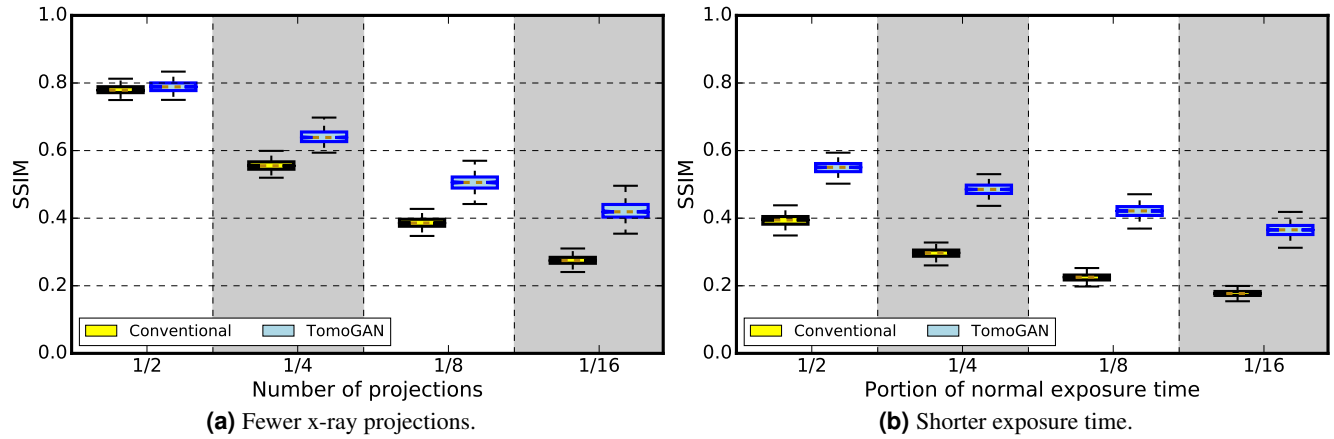 1.0
0.8
0.6
0.4
0.2
0.0
SSIM
Conventional TomoGAN
1/2 1/4 1/8 1/16
Number of projections
(a) Fewer x-ray projections.
1.0
0.8
0.6
0.4
0.2
0.0
SSIM
Conventional TomoGAN
1/2 1/4 1/8 1/16
Portion of normal exposure time
(b) Shorter exposure time.